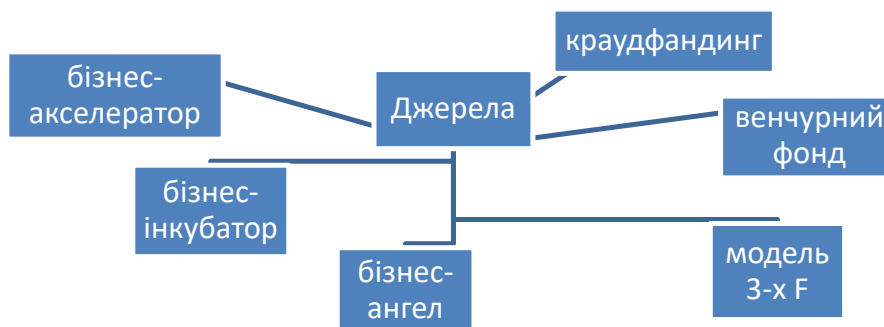 краудфандинг
бізнес-
акселератор
Джерела
венчурний
фонд
бізнес-
інкубатор
бізнес-
ангел
модель
3-х F